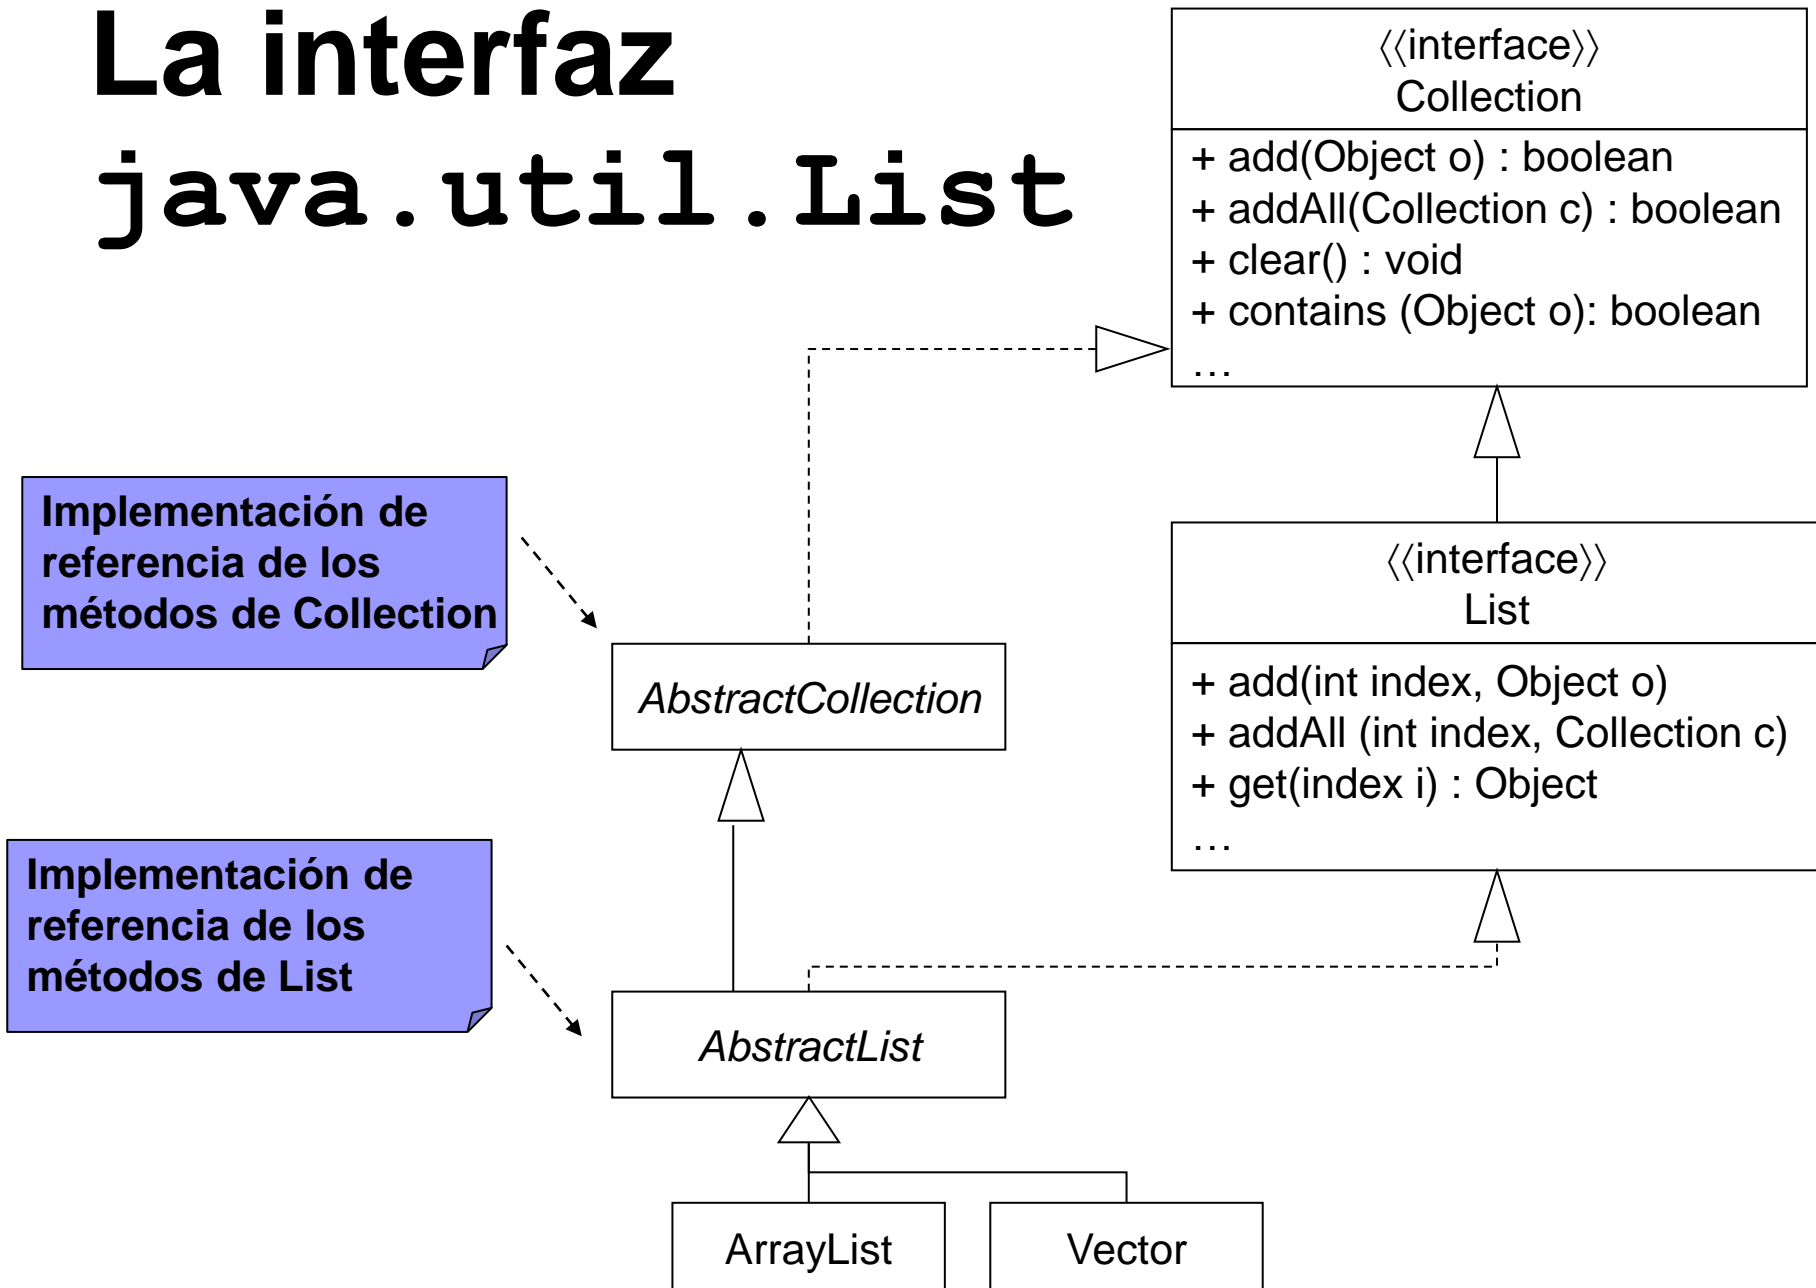 La interfaz
java.util.List
⟨⟨interface⟩⟩
Collection
+ add(Object o) : boolean
+ addAll(Collection c) : boolean
+ clear() : void
+ contains (Object o): boolean
…
Implementación de
referencia de los
métodos de Collection
AbstractCollection
⟨⟨interface⟩⟩
List
+ add(int index, Object o)
+ addAll (int index, Collection c)
+ get(index i) : Object
…
Implementación de
referencia de los
métodos de List
AbstractList
ArrayList
Vector